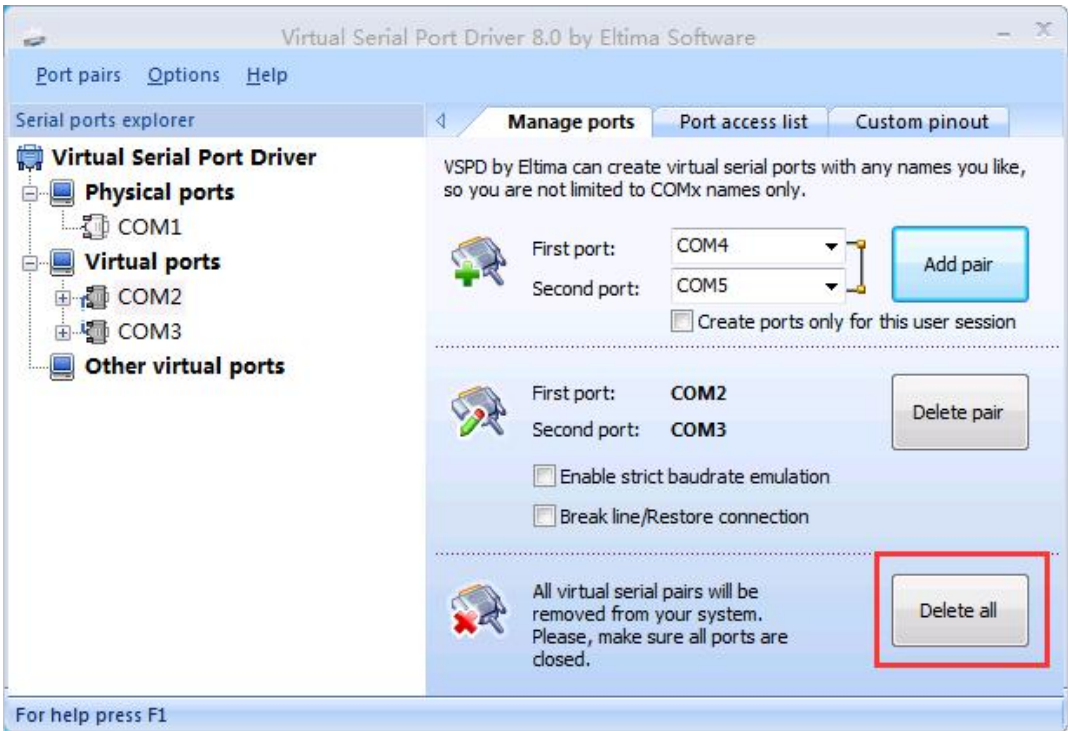 Virtual Serial Port Driver 8.0 by Eltima Software
Port pairs Options Help
Serial ports explorer
Virtual Serial Port Driver
Physical ports
COM1
Virtual ports
COM2
COM3
Other virtual ports
Manage ports Port access list Custom pinout
VSPD by Eltima can create virtual serial ports with any names you like,
so you are not limited to COMx names only.
First port: COM4
Second port: COM5
Add pair
Create ports only for this user session
First port: COM2
Second port: COM3
Delete pair
Enable strict baudrate emulation
Break line/Restore connection
All virtual serial pairs will be
removed from your system.
Please, make sure all ports are
closed.
Delete all
For help press F1